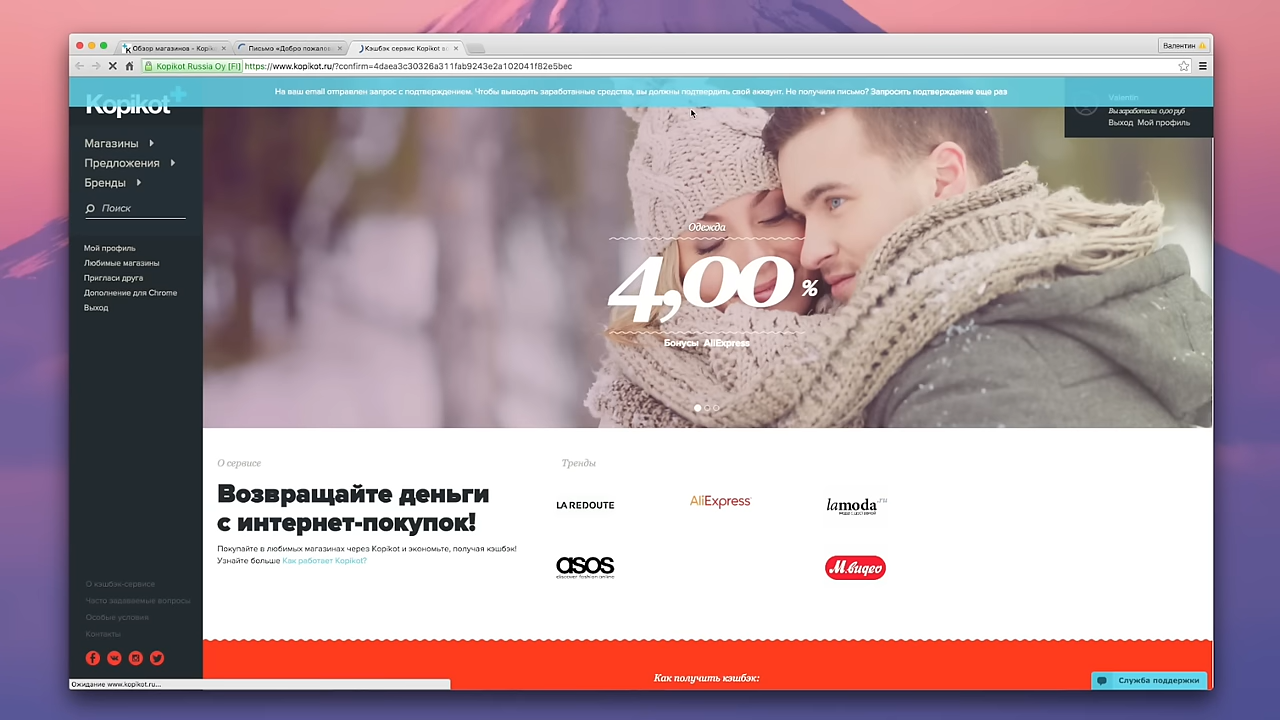 Обзор магазинов - Kopiko
Письмо «Добро пожалова
Кэшбэк сервис Kopikot в
Валентин
Kopikot Russia Oy [FI]
https://www.kopikot.ru/?confirm=4daea3c30326a311fab9243e2a102041f82e5bec
На ваш email отправлен запрос с подтверждением. Чтобы выводить заработанные средства, вы должны подтвердить свой аккаунт. Не получили письмо? Запросить подтверждение еще раз
Kopikot
Valentin
Вы заработали 0,00 руб
Выход Мой профиль
Магазины
Предложения
Бренды
Поиск
Мой профиль
Любимые магазины
Пригласи друга
Дополнение для Chrome
Выход
Одежда
4,00 %
Бонусы AliExpress
О сервисе
Возвращайте деньги
с интернет-покупок!
Покупайте в любимых магазинах через Kopikot и экономьте, получая кэшбэк!
Узнайте больше Как работает Kopikot?
Тренды
LA REDOUTE
AliExpress
lamoda.ru
asos
discover fashion online
М.видео
О кэшбэк-сервисе
Часто задаваемые вопросы
Особые условия
Контакты
Как получить кэшбэк:
Служба поддержки
Ожидание www.kopikot.ru...